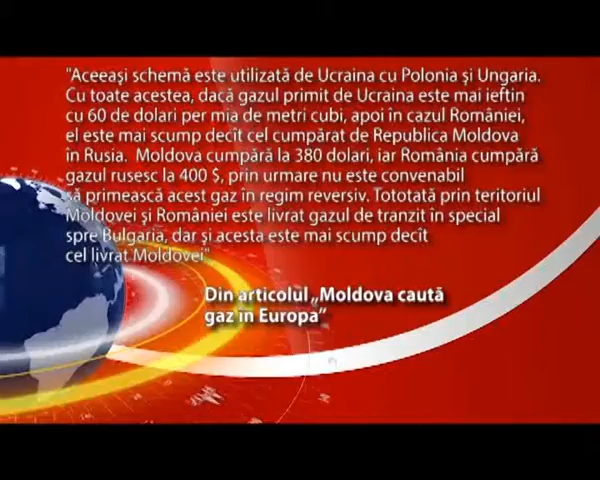 "Aceeaşi schemă este utilizată de Ucraina cu Polonia şi Ungaria.
Cu toate acestea, dacă gazul primit de Ucraina este mai ieftin
cu 60 de dolari per mia de metri cubi, apoi în cazul României,
el este mai scump decît cel cumpărat de Republica Moldova
în Rusia. Moldova cumpără la 380 dolari, iar România cumpără
gazul rusesc la 400 $, prin urmare nu este convenabil
să primească acest gaz în regim reversiv. Tototată prin teritoriul
Moldovei şi României este livrat gazul de tranzit în special
spre Bulgaria, dar şi acesta este mai scump decît
cel livrat Moldovei"
Din articolul „Moldova caută
gaz în Europa”